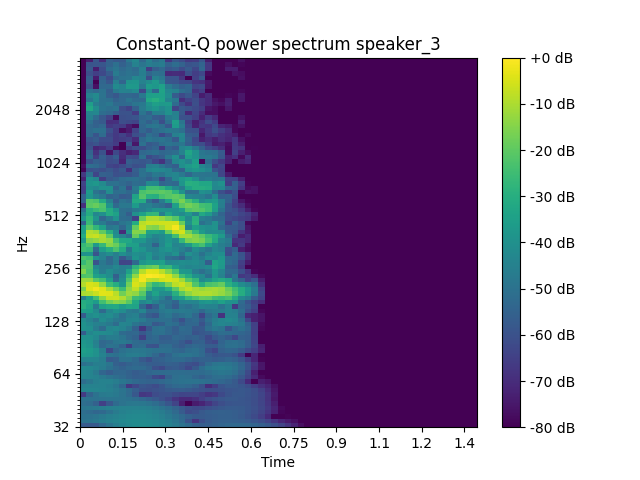 Constant-Q power spectrum speaker_3
Hz
2048
1024
512
256
128
64
32
0 0.15 0.3 0.45 0.6 0.75 0.9 1.1 1.2 1.4
Time
+0 dB
-10 dB
-20 dB
-30 dB
-40 dB
-50 dB
-60 dB
-70 dB
-80 dB